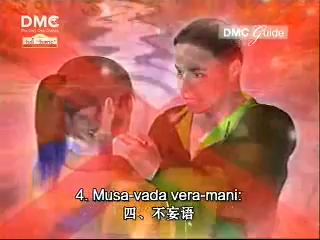 DMC
DMC Guide
4. Musa-vada vera-mani:
四、不妄语